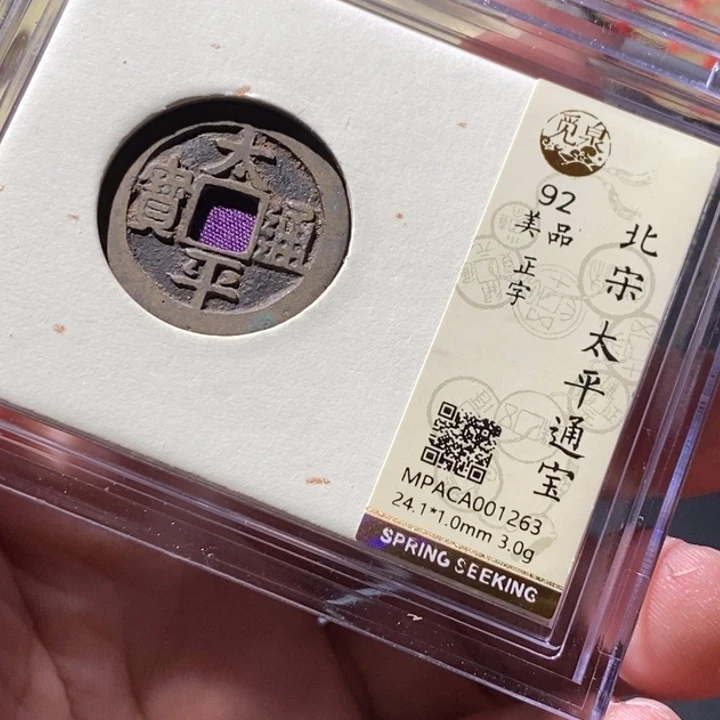 太平通寶
覓泉
92
美品
正字
北宋 太平通宝
MPACA001263
24.1*1.0mm 3.0g
SPRING SEEKING